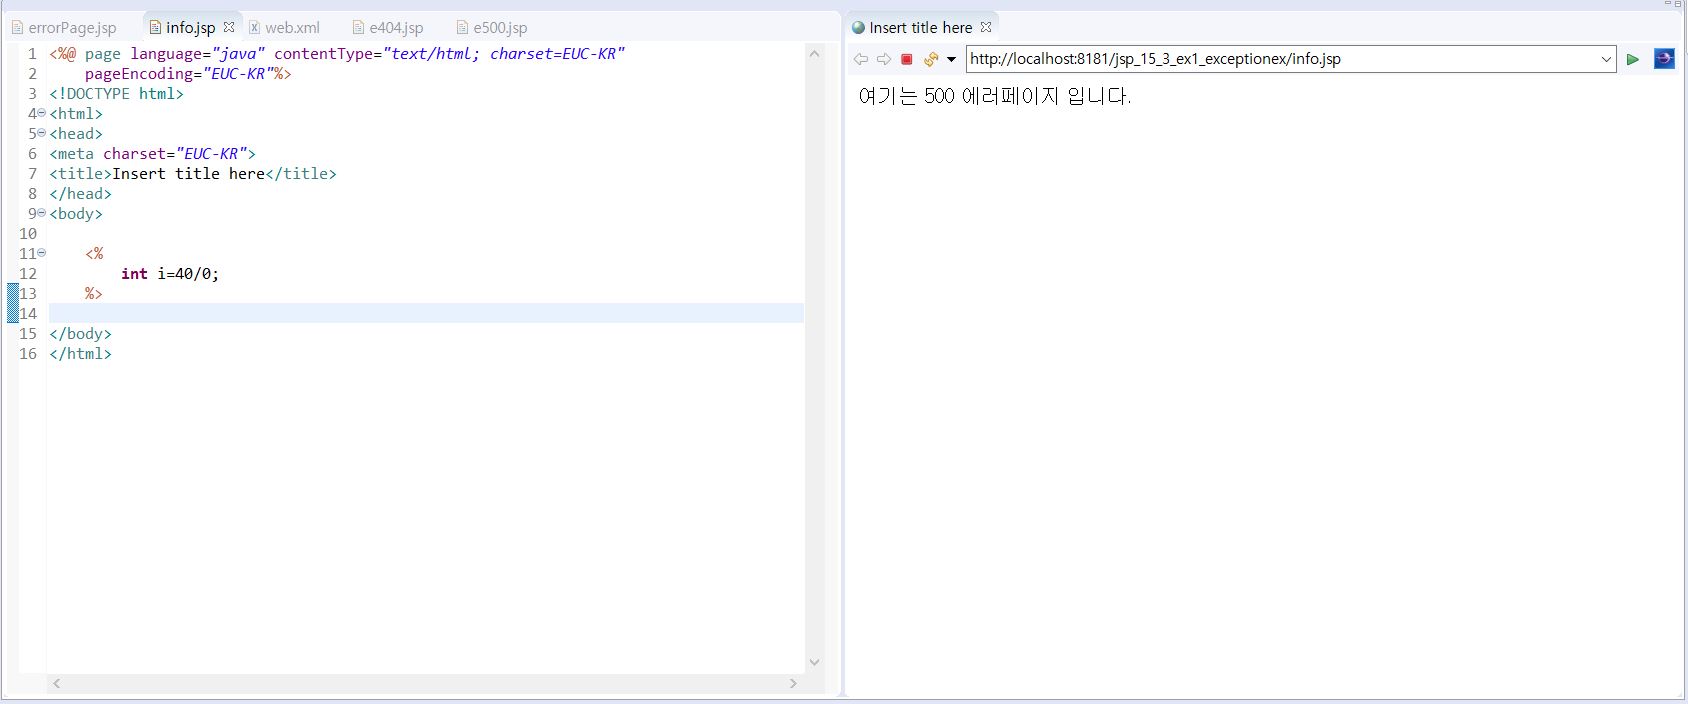 errorPage.jsp info.jsp web.xml e404.jsp e500.jsp
1 <%@ page language="java" contentType="text/html; charset=EUC-KR"
2     pageEncoding="EUC-KR"%>
3 <!DOCTYPE html>
4 <html>
5 <head>
6 <meta charset="EUC-KR">
7 <title>Insert title here</title>
8 </head>
9 <body>
10
11     <%
12         int i=40/0;
13     %>
14
15 </body>
16 </html>
Insert title here
http://localhost:8181/jsp_15_3_ex1_exceptionex/info.jsp
여기는 500 에러페이지 입니다.